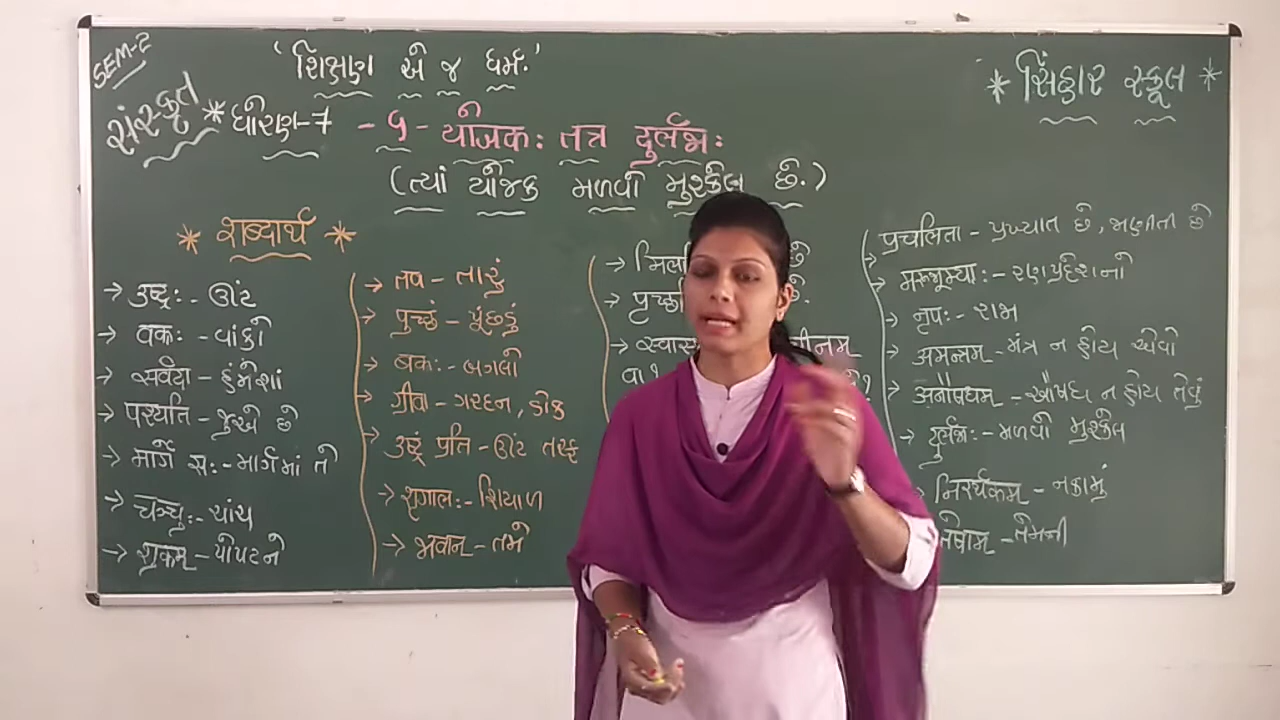 SEM-2
'શિક્ષણ એ જ ધર્મ.'
* સિંહાર સ્કૂલ *
સંસ્કૃત * ધોરણ-7 - ५ - योजकः तत्र दुर्लभः
(ત્યાં યોજક મળવો મુશ્કેલ છે.)
* શબ્દાર્થ *
→ उष्ट्रः - ઊંટ
→ वक्रः - વાંકો
→ सर्वदा - હંમેશાં
→ पश्यति - જુએ છે
→ मार्गे सः - માર્ગમાં તે
→ चञ्चुः - ચાંચ
→ शुकम् - પોપટને
→ तप - તારું
→ पुच्छं - પૂંછડું
→ बकः - બગલો
→ ग्रीवा - ગરદન, ડોક
→ उष्ट्रं प्रति - ઊંટ તરફ
→ शृगालः - શિયાળ
→ भवान् - તમે
→ प्रचलिता - પ્રખ્યાત છે, જાણીતી છે
→ मरुभूम्याः - રણપ્રદેશનો
→ नृपः - રાજા
→ अमन्त्रम् - મંત્ર ન હોય એવો
→ अनौषधम् - ઔષધ ન હોય તેવું
→ दुर्लभः - મળવો મુશ્કેલ
→ निरर्थकम् - નકામું
तेषाम् - તેમની